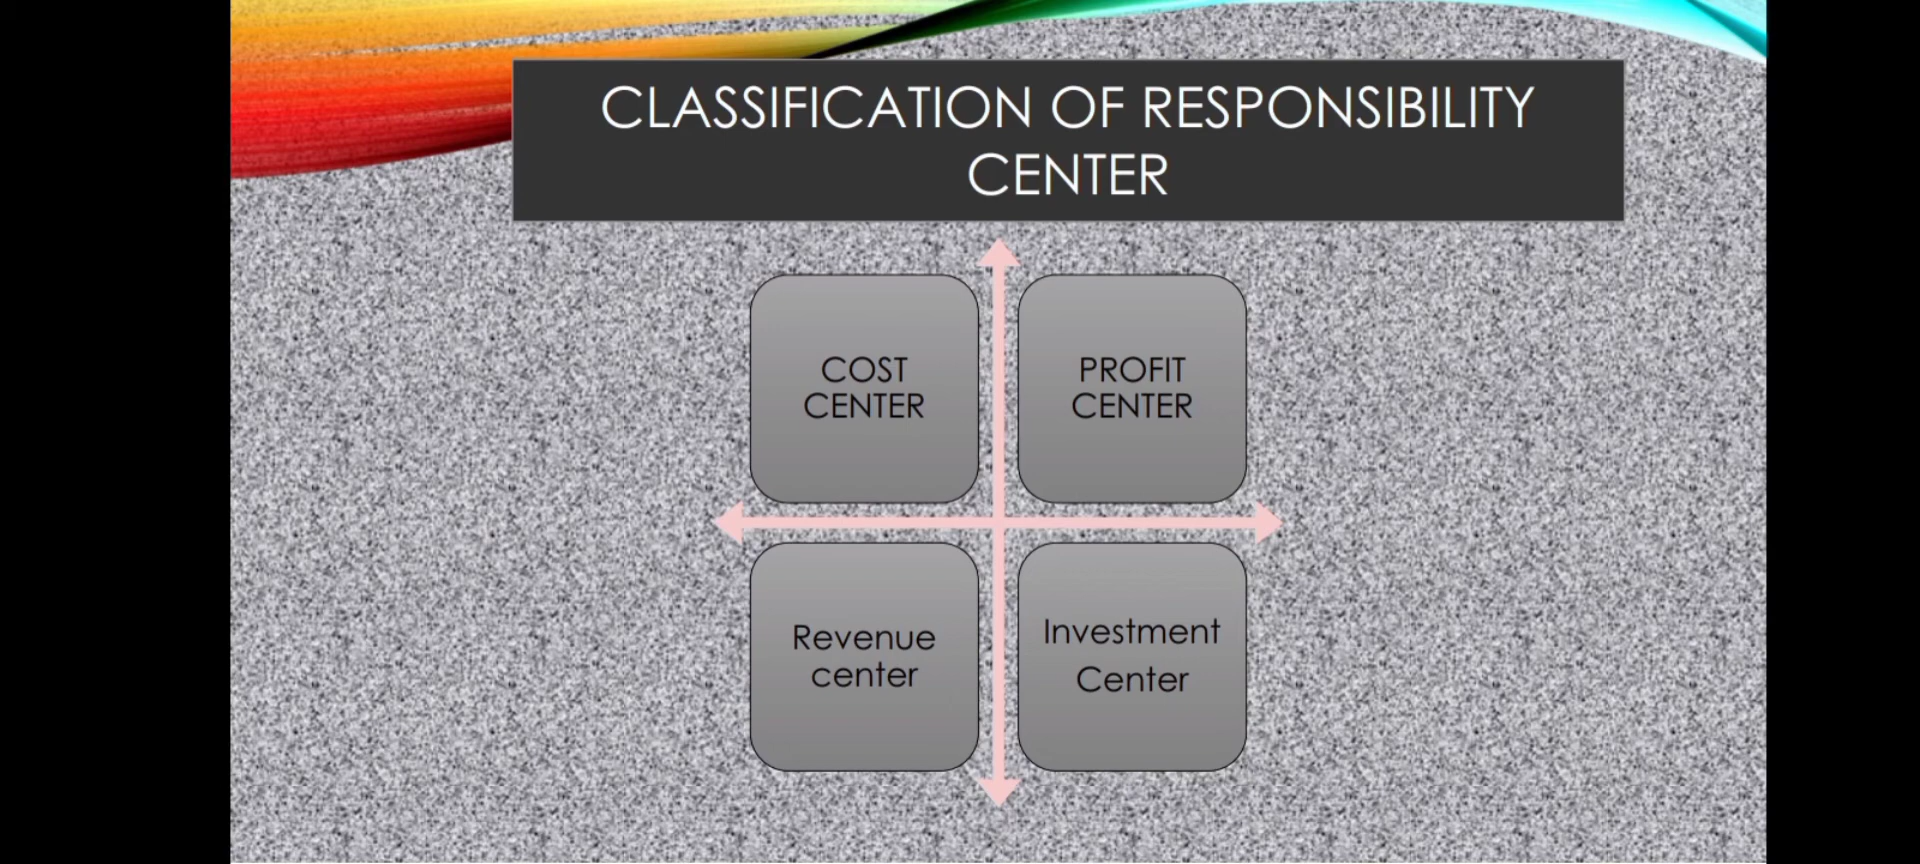 CLASSIFICATION OF RESPONSIBILITY
CENTER
COST
CENTER
PROFIT
CENTER
Revenue
center
Investment
Center